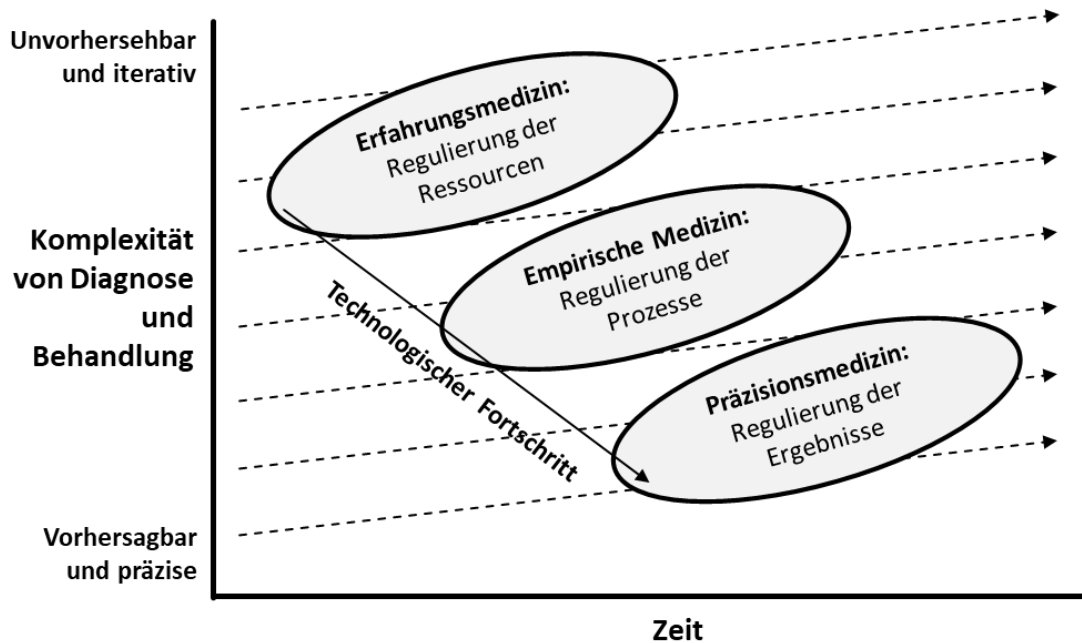 Unvorhersehbar
und iterativ
Komplexität
von Diagnose
und
Behandlung
Vorhersagbar
und präzise
Erfahrungsmedizin:
Regulierung der
Ressourcen
Empirische Medizin:
Regulierung der
Prozesse
Präzisionsmedizin:
Regulierung der
Ergebnisse
Technologischer Fortschritt
Zeit